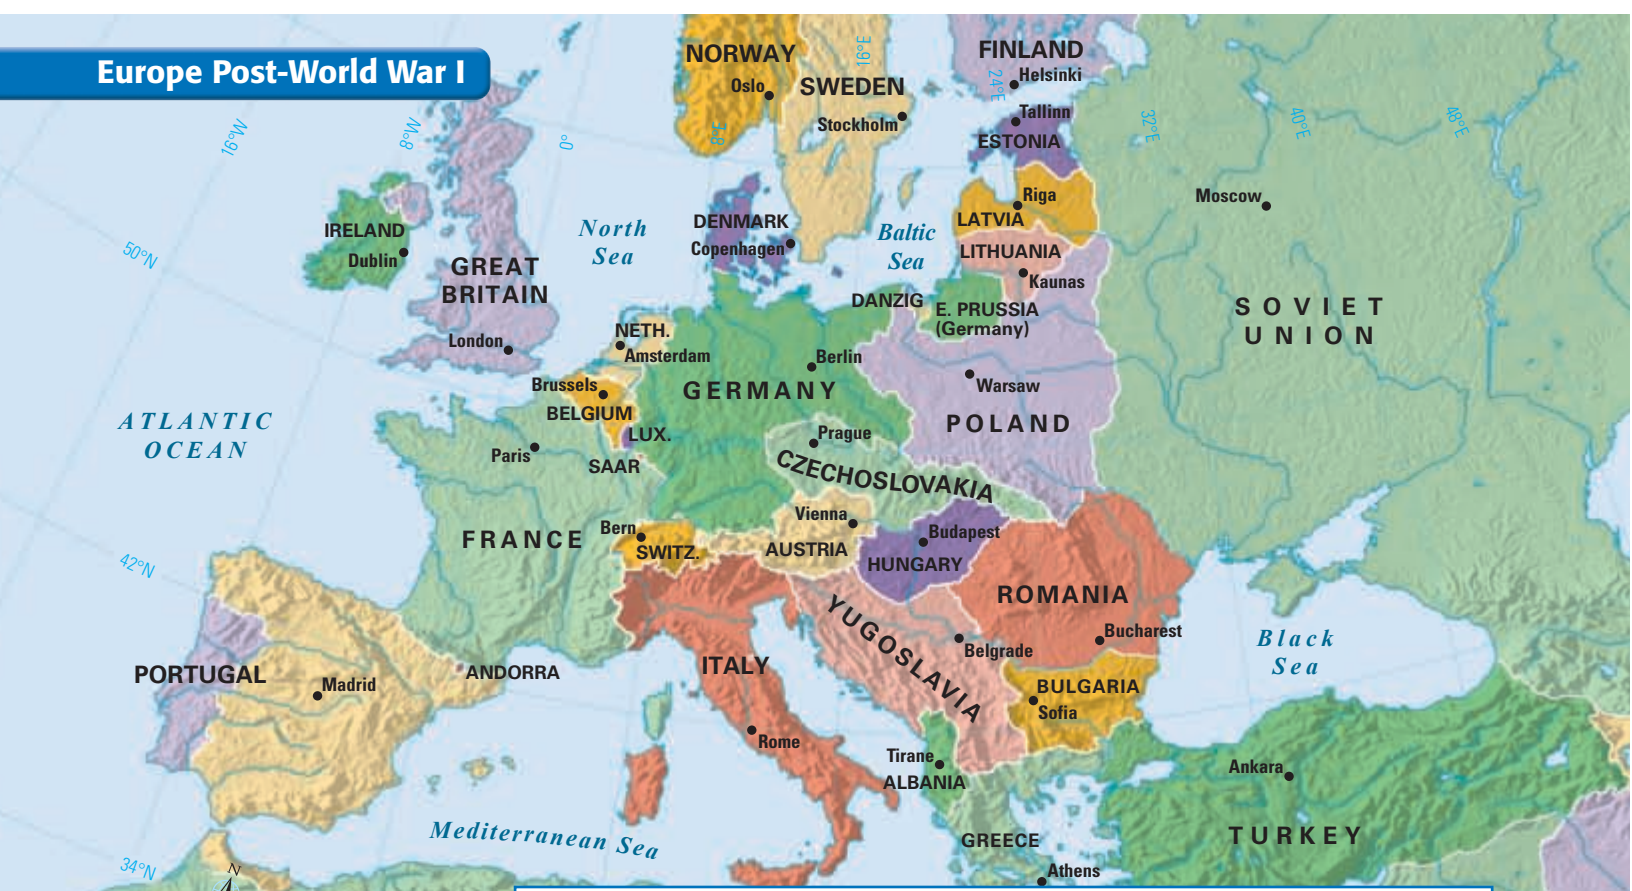 Europe Post-World War I
NORWAY
Oslo
SWEDEN
Stockholm
16°E
FINLAND
Helsinki
24°E
Tallinn
ESTONIA
16°W
8°W
0°
8°E
32°E
40°E
48°E
Riga
LATVIA
Moscow
IRELAND
Dublin
GREAT
BRITAIN
London
North
Sea
DENMARK
Copenhagen
Baltic
Sea
LITHUANIA
Kaunas
50°N
DANZIG
E. PRUSSIA
(Germany)
SOVIET
UNION
NETH.
Amsterdam
Berlin
GERMANY
Warsaw
POLAND
Brussels
BELGIUM
LUX.
ATLANTIC
OCEAN
Paris
SAAR
Prague
CZECHOSLOVAKIA
FRANCE
Bern
SWITZ.
Vienna
AUSTRIA
Budapest
HUNGARY
42°N
ROMANIA
Bucharest
YUGOSLAVIA
Belgrade
Black
Sea
PORTUGAL
Madrid
ANDORRA
ITALY
Rome
BULGARIA
Sofia
Tirane
ALBANIA
Ankara
TURKEY
Mediterranean Sea
GREECE
Athens
34°N
N